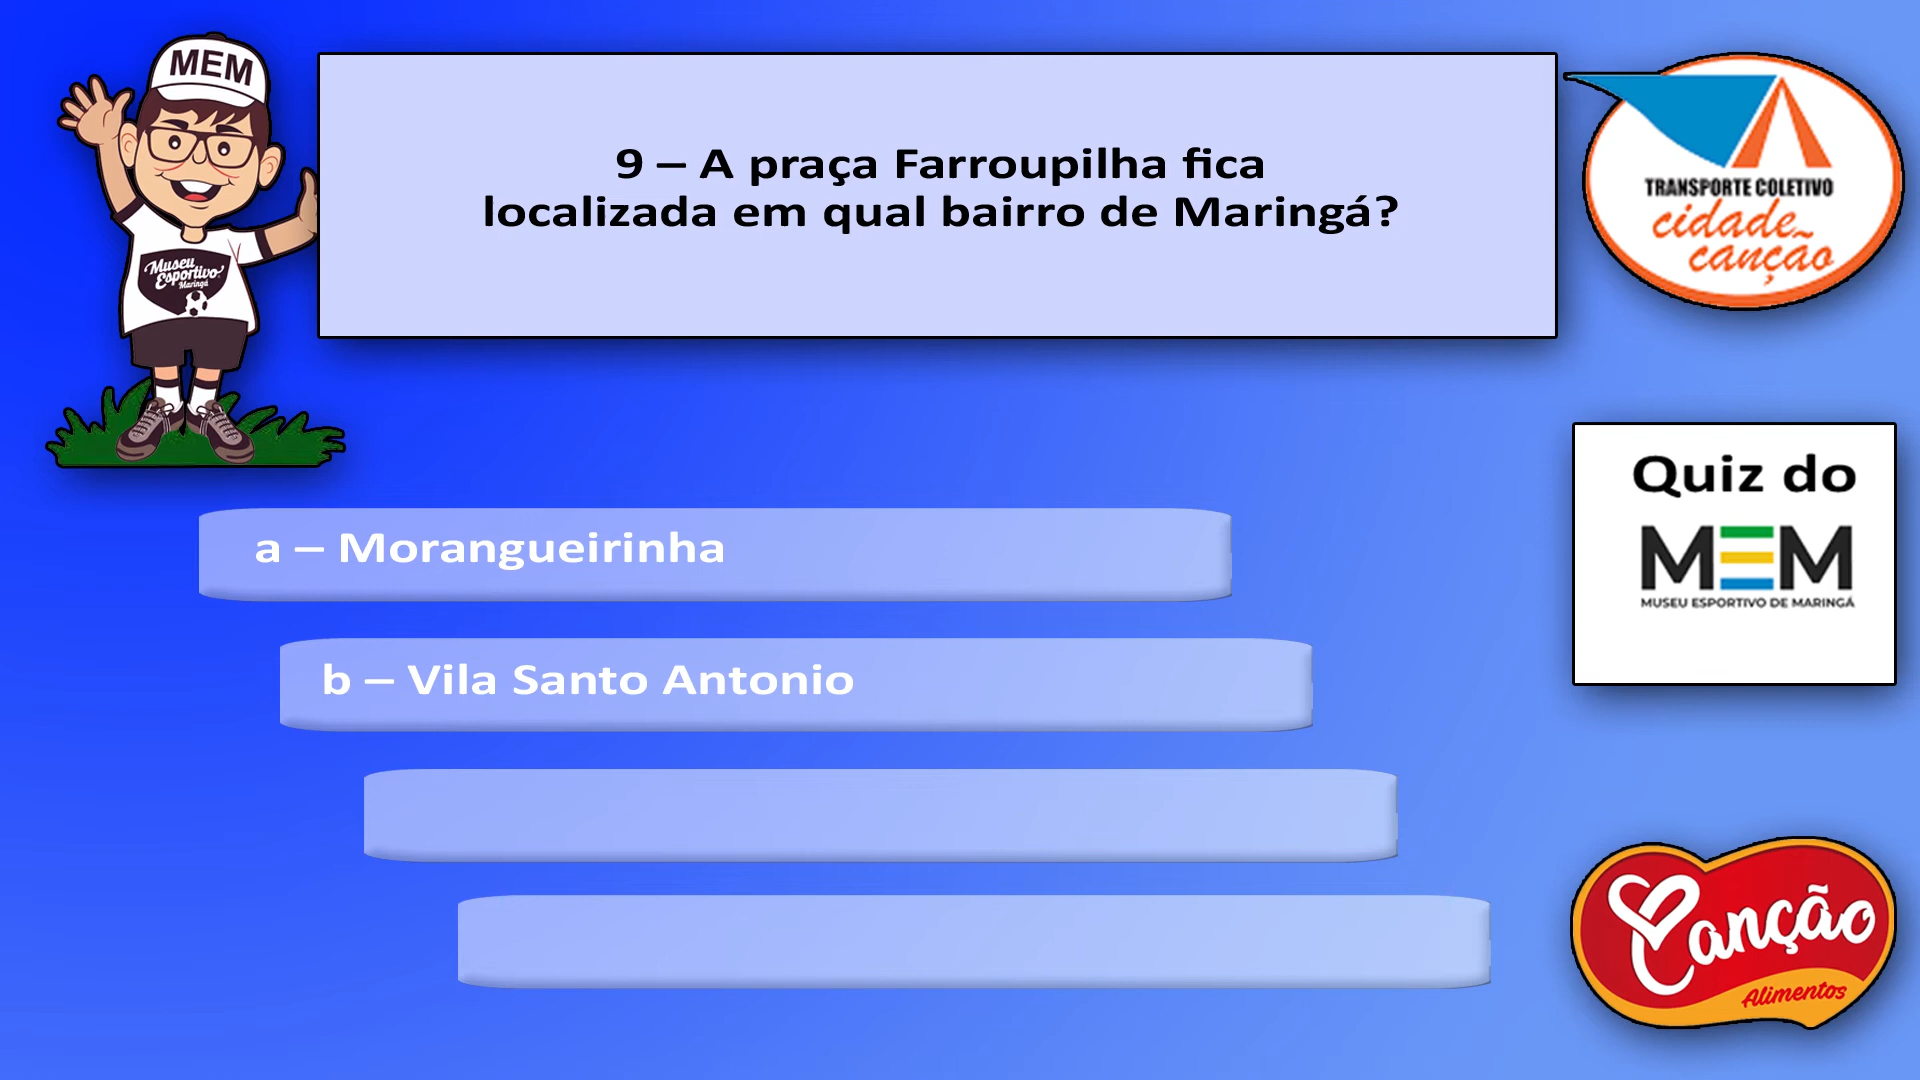 MEM
Museu
Esportivo
Maringá
9 – A praça Farroupilha fica
localizada em qual bairro de Maringá?
TRANSPORTE COLETIVO
cidade
canção
a – Morangueirinha
b – Vila Santo Antonio
Quiz do
MEM
MUSEU ESPORTIVO DE MARINGÁ
Canção
Alimentos